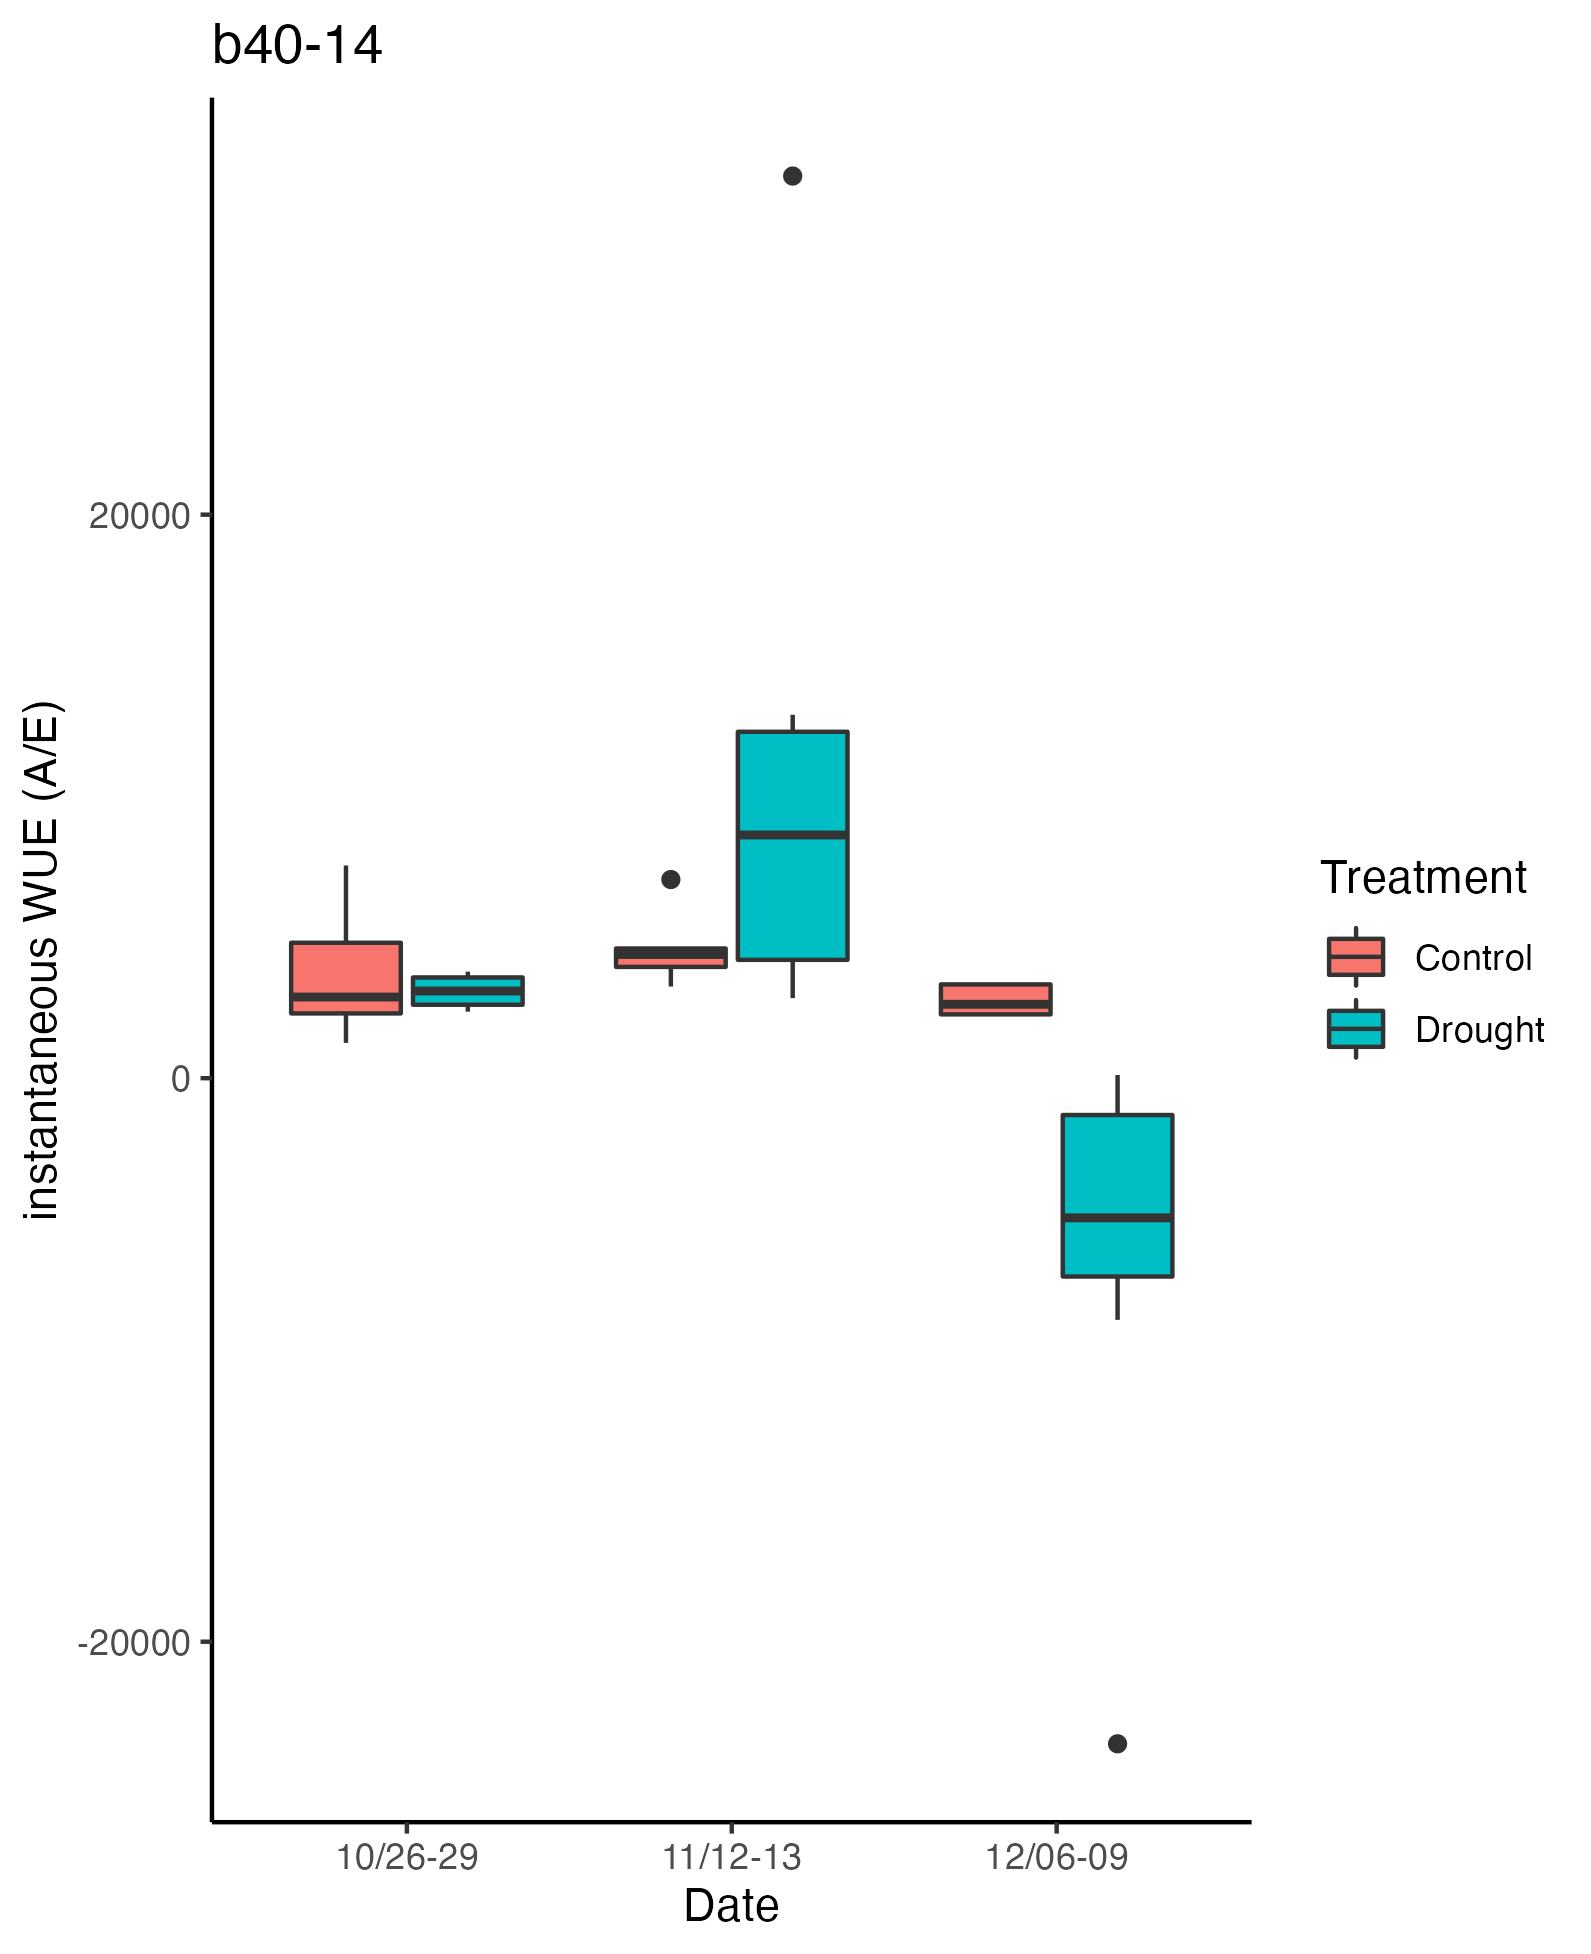 b40-14
instantaneous WUE (A/E)
20000
0
-20000
10/26-29
11/12-13
12/06-09
Date
Treatment
Control
Drought